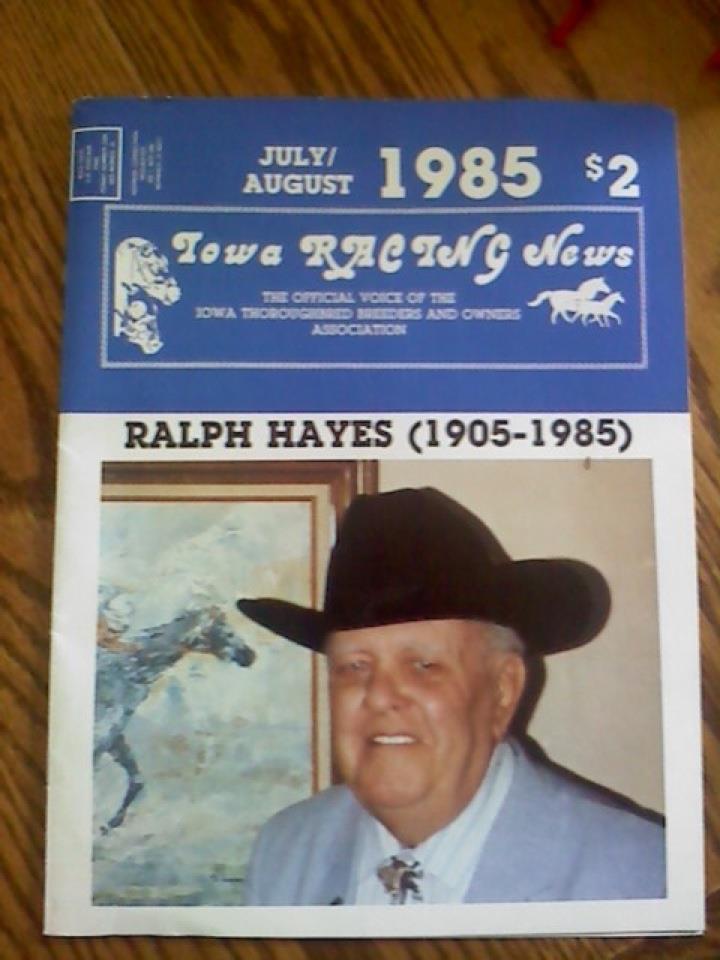 JULY/
AUGUST 1985 $2
Iowa RACING News
THE OFFICIAL VOICE OF THE
IOWA THOROUGHBRED BREEDERS AND OWNERS
ASSOCIATION
RALPH HAYES (1905-1985)